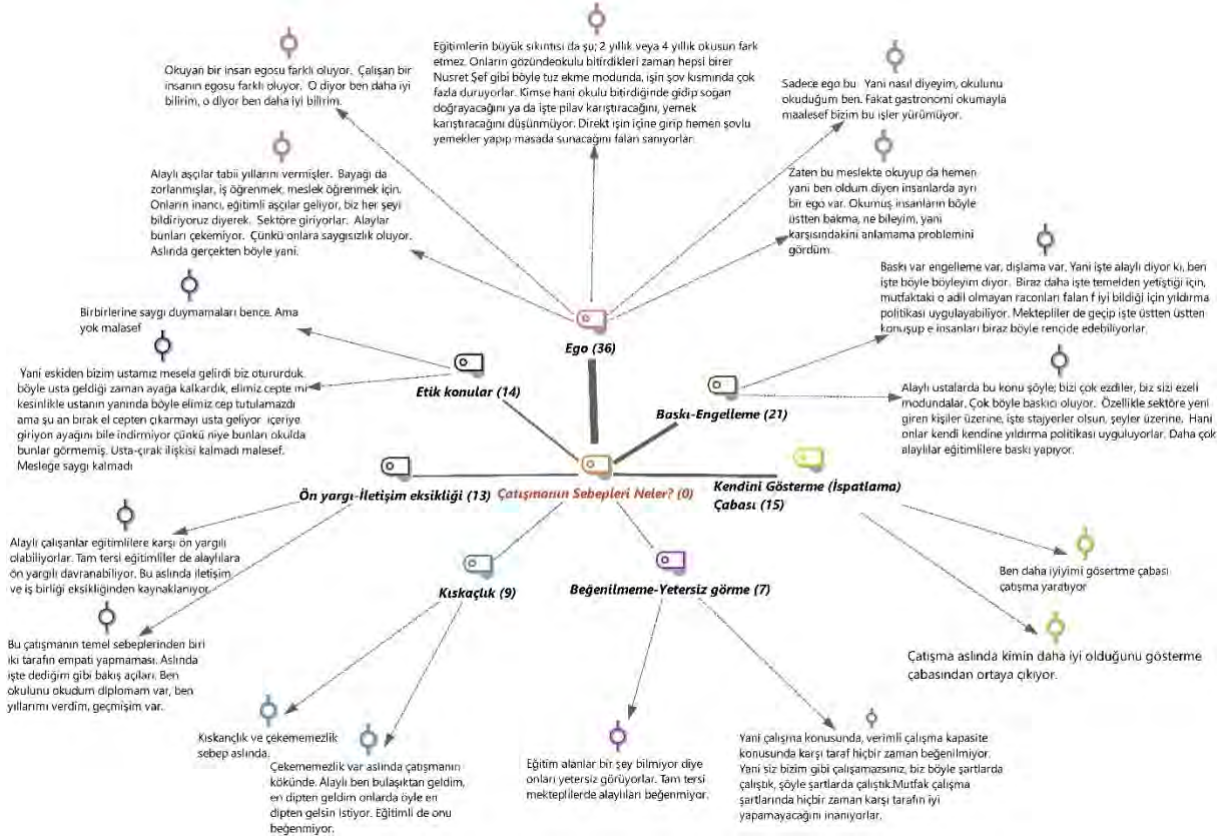 Okuyan bir insan egosu farklı oluyor. Çalışan bir
insanın egosu farklı oluyor. O diyor ben daha iyi
bilirim, o diyor ben daha iyi bilirim.
Eğitimlerin büyük sıkıntısı da şu; 2 yıllık veya 4 yıllık okusun fark
etmez. Onların gözündeokulu bitirdikleri zaman hepsi birer
Nusret Şef gibi böyle tuz ekme modunda, işin şov kısmında çok
fazla duruyorlar. Kimse hani okulu bitirdiğinde gidip soğan
doğrayacağını ya da işte pilav karıştıracağını, yemek
karıştıracağını düşünmüyor. Direkt işin içine girip hemen şovlu
yemekler yapıp masada sunacağını falan sanıyorlar.
Sadece ego bu Yani nasıl diyeyim, okulunu
okuduğum ben. Fakat gastronomi okumayla
maalesef bizim bu işler yürümüyor.
Alaylı aşçılar tabii yıllarını vermişler. Bayağı da
zorlanmışlar, iş öğrenmek, meslek öğrenmek için.
Onların inancı, eğitimli aşçılar geliyor, biz her şeyi
bildiriyoruz diyerek. Sektöre giriyorlar. Alaylar
bunları çekemiyor. Çünkü onlara saygısızlık oluyor.
Aslında gerçekten böyle yani.
Zaten bu meslekte okuyup da hemen
yani ben oldum diyen insanlarda ayrı
bir ego var. Okumuş insanların böyle
üstten bakma, ne bileyim, yani
karşısındakini anlamama problemini
gördüm.
Baskı var engelleme var, dışlama var, Yani işte alaylı diyor ki, ben
işte böyle böyleyim diyor. Biraz daha işte temelden yetiştiği için,
mutfaktaki o adil olmayan raconları falan f iyi bildiği için yıldırma
politikası uygulayabiliyor. Mektepliler de geçip işte üstten üstten
konuşup e insanları biraz böyle rencide edebiliyorlar.
Birbirlerine saygı duymamaları bence. Ama
yok malasef
Ego (36)
Yani eskiden bizim ustamız mesela gelirdi biz otururduk
böyle usta geldiği zaman ayağa kalkardık, elimiz cepte mi
kesinlikle ustanın yanında böyle elimiz cep tutulamazdı
ama şu an bırak el cepten çıkarmayı usta geliyor içeriye
giriyon ayağını bile indirmiyor çünkü niye bunları okulda
bunlar görmemiş. Usta-çırak ilişkisi kalmadı malesef.
Mesleğe saygı kalmadı
Etik konular (14)
Baskı-Engelleme (21)
Alaylı ustalarda bu konu şöyle; bizi çok ezdiler, biz sizi ezeli
modundalar. Çok böyle baskıcı oluyor. Özellikle sektöre yeni
giren kişiler üzerine, işte stajyerler olsun, şeyler üzerine. Hani
onlar kendi kendine yıldırma politikası uyguluyorlar. Daha çok
alaylılar eğitimlilere baskı yapıyor.
Ön yargı-İletişim eksikliği (13)
Çatışmanın Sebepleri Neler? (0)
Kendini Gösterme (İspatlama)
Çabası (15)
Alaylı çalışanlar eğitimlilere karşı ön yargılı
olabiliyorlar. Tam tersi eğitimliler de alaylılara
ön yargılı davranabiliyor. Bu aslında iletişim
ve iş birliği eksikliğinden kaynaklanıyor.
Kıskaçlık (9)
Beğenilmeme-Yetersiz görme (7)
Ben daha iyiyimi gösertme çabası
çatışma yaratıyor
Bu çatışmanın temel sebeplerinden biri
iki tarafın empati yapmaması. Aslında
işte dediğim gibi bakış açıları. Ben
okulunu okudum diplomam var, ben
yıllarımı verdim, geçmişim var.
Çatışma aslında kimin daha iyi olduğunu gösterme
çabasından ortaya çıkıyor.
Kıskançlık ve çekememezlik
sebep aslında.
Çekememezlik var aslında çatışmanın
kökünde. Alaylı ben bulaşıktan geldim,
en dipten geldim onlarda öyle en
dipten gelsin istiyor. Eğitimli de onu
beğenmiyor.
Eğitim alanlar bir şey bilmiyor diye
onları yetersiz görüyorlar. Tam tersi
mekteplilerde alaylıları beğenmiyor.
Yani çalışma konusunda, verimli çalışma kapasite
konusunda karşı taraf hiçbir zaman beğenilmiyor.
Yani siz bizim gibi çalışamazsınız, biz böyle şartlarda
çalıştık, şöyle şartlarda çalıştık.Mutfak çalışma
şartlarında hiçbir zaman karşı tarafın iyi
yapamayacağını inanıyorlar.